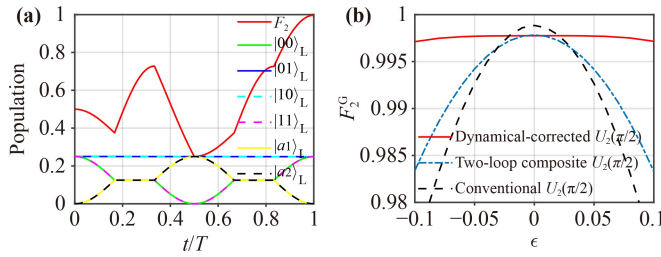 (a)
Population
1
0.8
0.6
0.4
0.2
0
0
0.2
0.4
0.6
0.8
1
t/T
F₂
|00⟩L
|01⟩L
|10⟩L
|11⟩L
|a1⟩L
|a2⟩L
(b)
F₂ᴳ
1
0.995
0.99
0.985
0.98
−0.1
−0.05
0
0.05
0.1
ϵ
Dynamical-corrected U₂(π/2)
Two-loop composite U₂(π/2)
Conventional U₂(π/2)